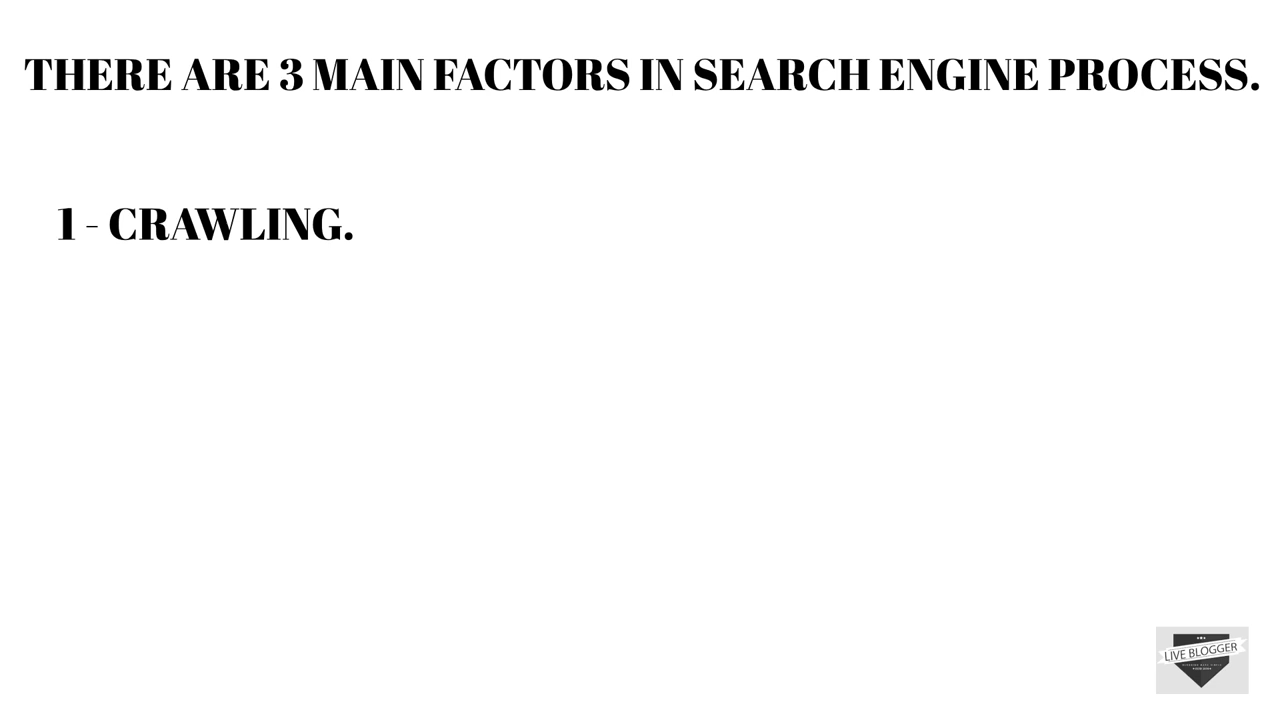 THERE ARE 3 MAIN FACTORS IN SEARCH ENGINE PROCESS.
1 - CRAWLING.
LIVE BLOGGER